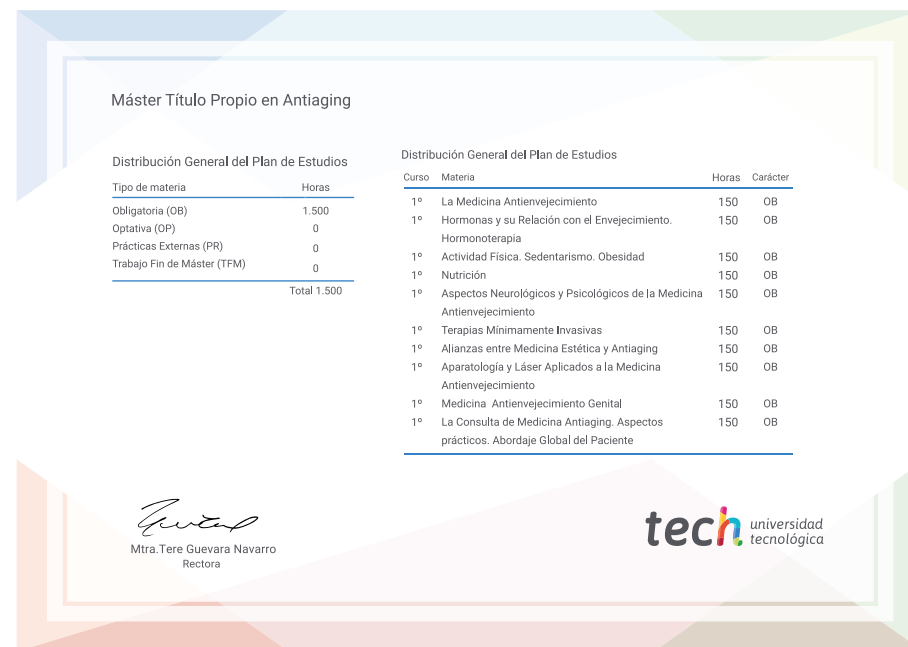 Máster Título Propio en Antiaging
Distribución General del Plan de Estudios
Tipo de materia Horas
Obligatoria (OB) 1.500
Optativa (OP) 0
Prácticas Externas (PR) 0
Trabajo Fin de Máster (TFM) 0
Total 1.500
Distribución General del Plan de Estudios
Curso Materia Horas Carácter
1º La Medicina Antienvejecimiento 150 OB
1º Hormonas y su Relación con el Envejecimiento. 150 OB
Hormonoterapia
1º Actividad Física. Sedentarismo. Obesidad 150 OB
1º Nutrición 150 OB
1º Aspectos Neurológicos y Psicológicos de la Medicina 150 OB
Antienvejecimiento
1º Terapias Mínimamente Invasivas 150 OB
1º Alianzas entre Medicina Estética y Antiaging 150 OB
1º Aparatología y Láser Aplicados a la Medicina 150 OB
Antienvejecimiento
1º Medicina Antienvejecimiento Genital 150 OB
1º La Consulta de Medicina Antiaging. Aspectos 150 OB
prácticos. Abordaje Global del Paciente
Mtra.Tere Guevara Navarro
Rectora
tech universidad
tecnológica